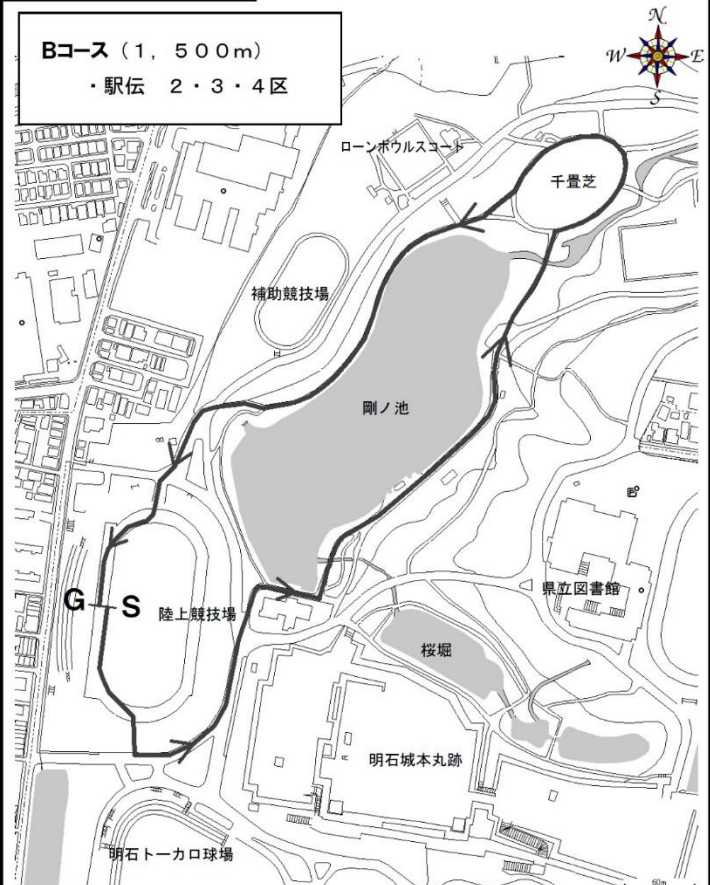 Bコース（１，５００ｍ）
・駅伝　２・３・４区
N
W
E
S
ローンボウルスコート
千畳芝
補助競技場
剛ノ池
G
S
陸上競技場
県立図書館
桜堀
明石城本丸跡
明石トーカロ球場
60m